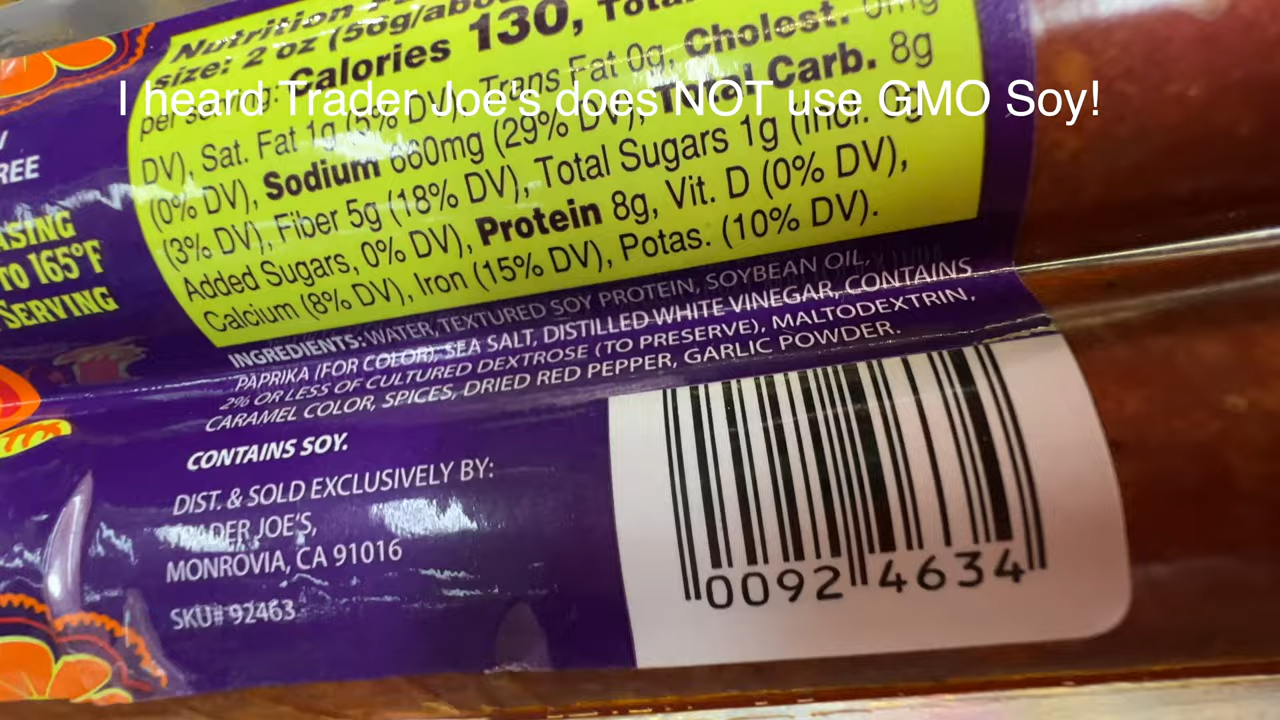 I heard Trader Joe's does NOT use GMO Soy!
Nutrition
size: 2 oz (56g/abo
per serving: Calories 130, Total
DV), Sat. Fat 1g (5% DV), Trans Fat 0g, Cholest. 0mg
(0% DV), Sodium 660mg (29% DV), Total Carb. 8g
(3% DV), Fiber 5g (18% DV), Total Sugars 1g (Incl. 0g
Added Sugars, 0% DV), Protein 8g, Vit. D (0% DV),
Calcium (8% DV), Iron (15% DV), Potas. (10% DV).
REE
ASING
TO 165°F
SERVING
INGREDIENTS: WATER, TEXTURED SOY PROTEIN, SOYBEAN OIL,
PAPRIKA (FOR COLOR), SEA SALT, DISTILLED WHITE VINEGAR, CONTAINS
2% OR LESS OF CULTURED DEXTROSE (TO PRESERVE), MALTODEXTRIN,
CARAMEL COLOR, SPICES, DRIED RED PEPPER, GARLIC POWDER.
CONTAINS SOY.
DIST. & SOLD EXCLUSIVELY BY:
TRADER JOE'S,
MONROVIA, CA 91016
SKU# 92463
0092 4634